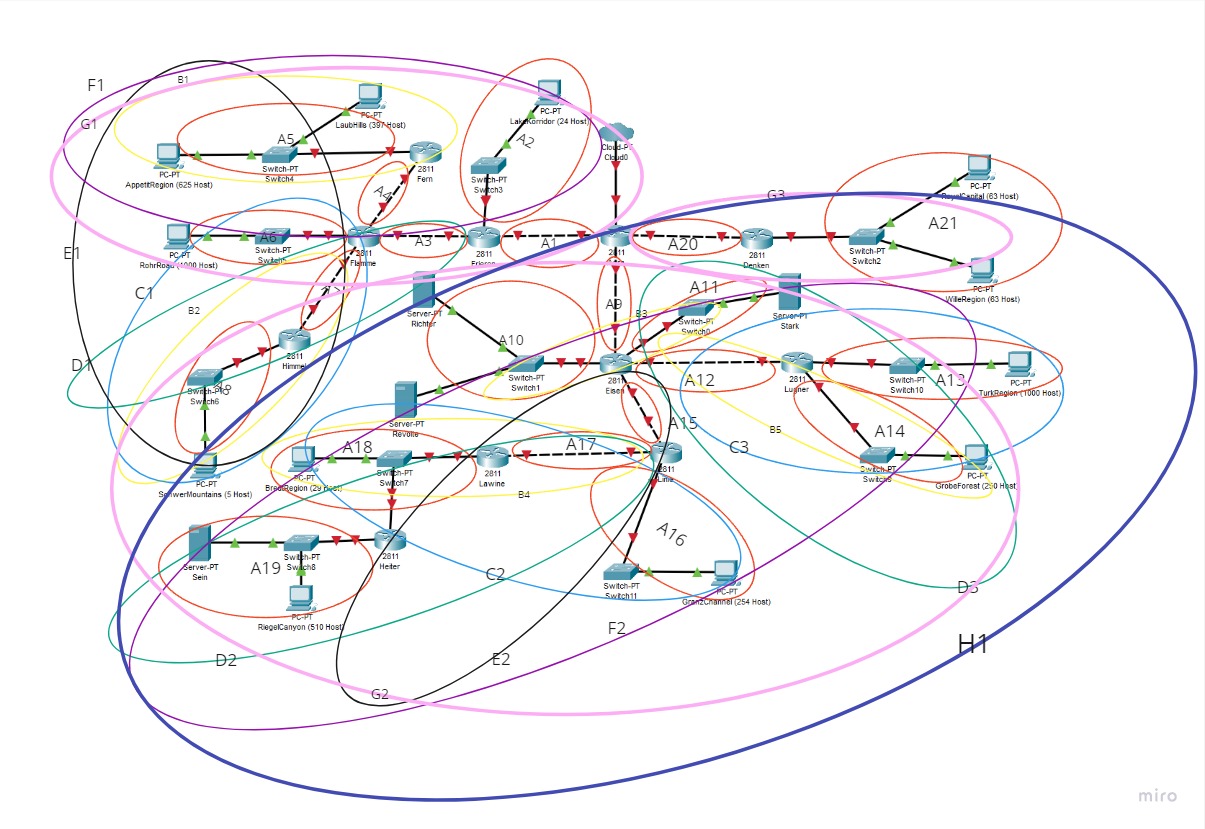 F1
B1
G1
PC-PT
LaubHills (397 Host)
A5
PC-PT
AppetitRegion (625 Host)
Switch-PT
Switch4
2811
Fern
PC-PT
LakeKorridor (24 Host)
A2
Switch-PT
Switch3
Cloud-PT
Cloud0
A4
G3
PC-PT
RoyalCapital (63 Host)
A21
E1
PC-PT
RohrRoad (1000 Host)
A6
Switch-PT
2811
Flamme
A3
2811
A1
2811
A20
2811
Denken
Switch-PT
Switch2
PC-PT
WilleRegion (63 Host)
C1
B2
Server-PT
Richter
A9
B3
A11
Switch-PT
Switch0
Server-PT
Stark
2811
Himmel
D1
Switch-PT
Switch6
A10
Switch-PT
Switch1
2811
Eisen
A12
2811
Lugner
Switch-PT
Switch10
A13
PC-PT
TurkRegion (1000 Host)
Server-PT
Revolte
A15
C3
B5
A14
Switch-PT
PC-PT
GrobeForest (250 Host)
PC-PT
SchwerMountains (5 Host)
A18
PC-PT
Switch-PT
Switch7
2811
Lawine
A17
2811
B4
Server-PT
Sein
A19
Switch-PT
Switch8
2811
Heiter
PC-PT
RiegelCanyon (510 Host)
C2
A16
Switch-PT
Switch11
PC-PT
GranzChannel (254 Host)
D3
F2
H1
D2
E2
G2
miro